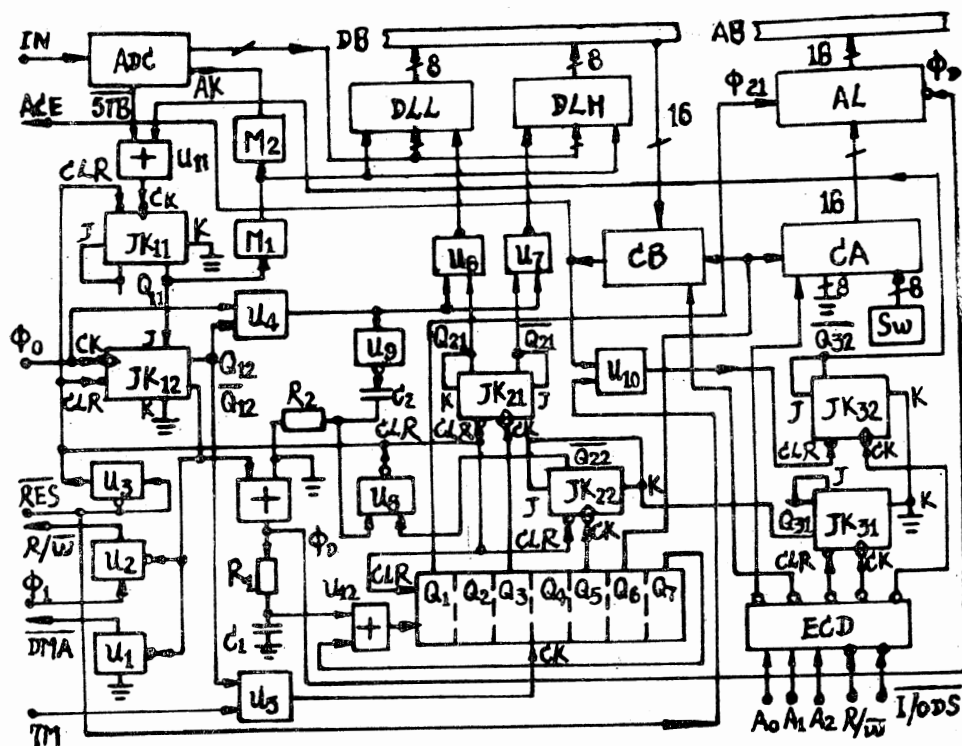 IN
ADC
DB
AB
8
8
16
AK
DLL
DLH
Φ21
AL
STB
ACE
M2
16
+
U11
CLR
CK
16
J
JK11
K
M1
U6
U7
CB
CA
Q11
8
8
U4
Q21
Q21
Q32
SW
Φ0
CK
J
Q12
U9
U10
JK12
Q12
R2
C2
K
JK21
J
J
JK32
CLR
K
CLR
CLR
CK
CLR
CK
U3
RES
Q22
J
+
U8
J
JK22
K
Q31
JK31
K
R/W
U2
ΦD
CLR
CK
CLR
CK
Φ1
R1
CLR
Q1
Q2
Q3
Q4
Q5
Q6
Q7
U12
DMA
+
ECD
U1
C1
CK
U5
TM
A0
A1
A2
R/W
I/ODS